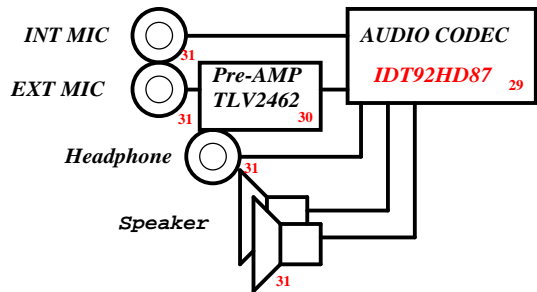 INT MIC
31
AUDIO CODEC
IDT92HD87
29
EXT MIC
31
Pre-AMP
TLV2462
30
Headphone
31
Speaker
31